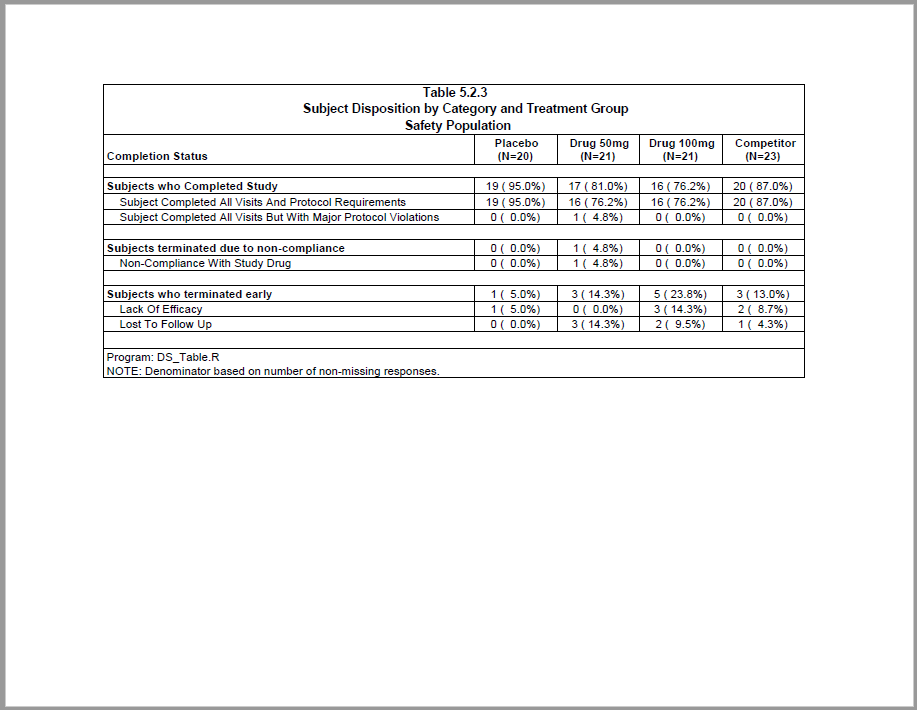 Table 5.2.3
Subject Disposition by Category and Treatment Group
Safety Population
Completion Status Placebo (N=20) Drug 50mg (N=21) Drug 100mg (N=21) Competitor (N=23)
Subjects who Completed Study 19 ( 95.0%) 17 ( 81.0%) 16 ( 76.2%) 20 ( 87.0%)
Subject Completed All Visits And Protocol Requirements 19 ( 95.0%) 16 ( 76.2%) 16 ( 76.2%) 20 ( 87.0%)
Subject Completed All Visits But With Major Protocol Violations 0 ( 0.0%) 1 ( 4.8%) 0 ( 0.0%) 0 ( 0.0%)
Subjects terminated due to non-compliance 0 ( 0.0%) 1 ( 4.8%) 0 ( 0.0%) 0 ( 0.0%)
Non-Compliance With Study Drug 0 ( 0.0%) 1 ( 4.8%) 0 ( 0.0%) 0 ( 0.0%)
Subjects who terminated early 1 ( 5.0%) 3 ( 14.3%) 5 ( 23.8%) 3 ( 13.0%)
Lack Of Efficacy 1 ( 5.0%) 0 ( 0.0%) 3 ( 14.3%) 2 ( 8.7%)
Lost To Follow Up 0 ( 0.0%) 3 ( 14.3%) 2 ( 9.5%) 1 ( 4.3%)
Program: DS_Table.R
NOTE: Denominator based on number of non-missing responses.